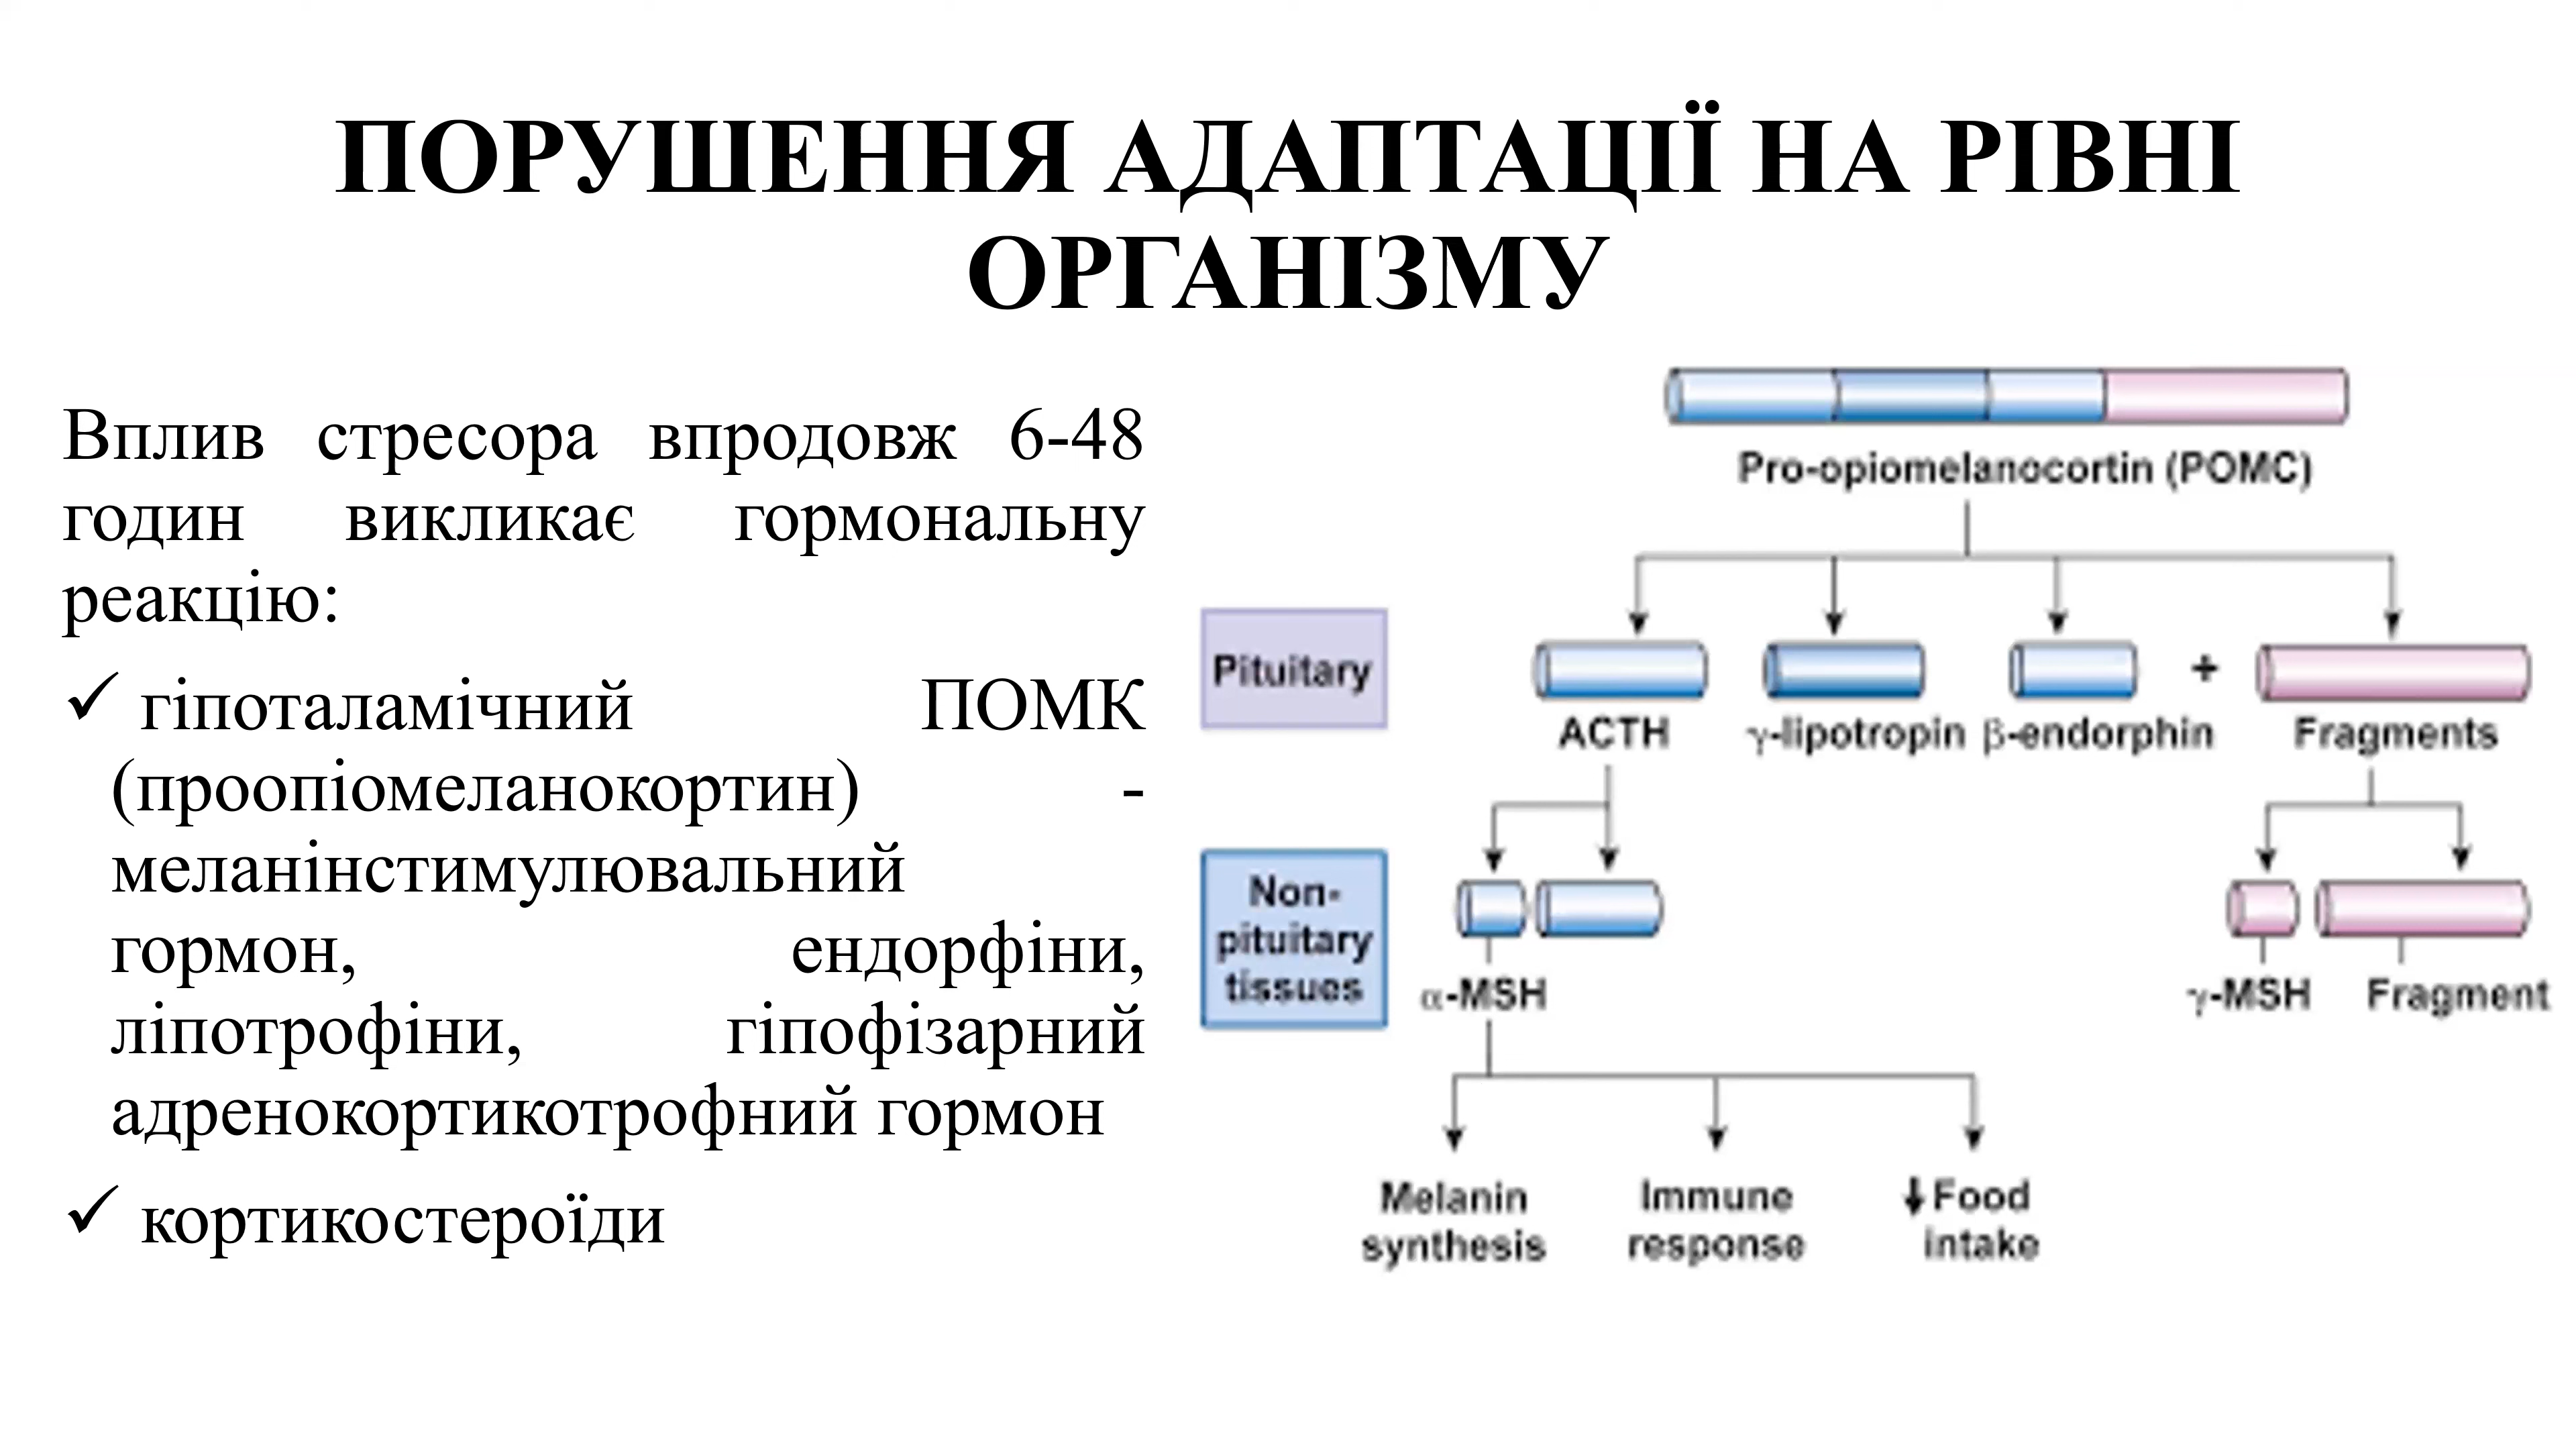 ПОРУШЕННЯ АДАПТАЦІЇ НА РІВНІ
ОРГАНІЗМУ
Вплив стресора впродовж 6-48
годин викликає гормональну
реакцію:
✓ гіпоталамічний ПОМК
(проопіомеланокортин) -
меланінстимулювальний
гормон, ендорфіни,
ліпотрофіни, гіпофізарний
адренокортикотрофний гормон
✓ кортикостероїди
Pro-opiomelanocortin (POMC)
Pituitary
ACTH γ-lipotropin β-endorphin + Fragments
Non-
pituitary
tissues
α-MSH γ-MSH Fragment
Melanin
synthesis
Immune
response
↓Food
intake